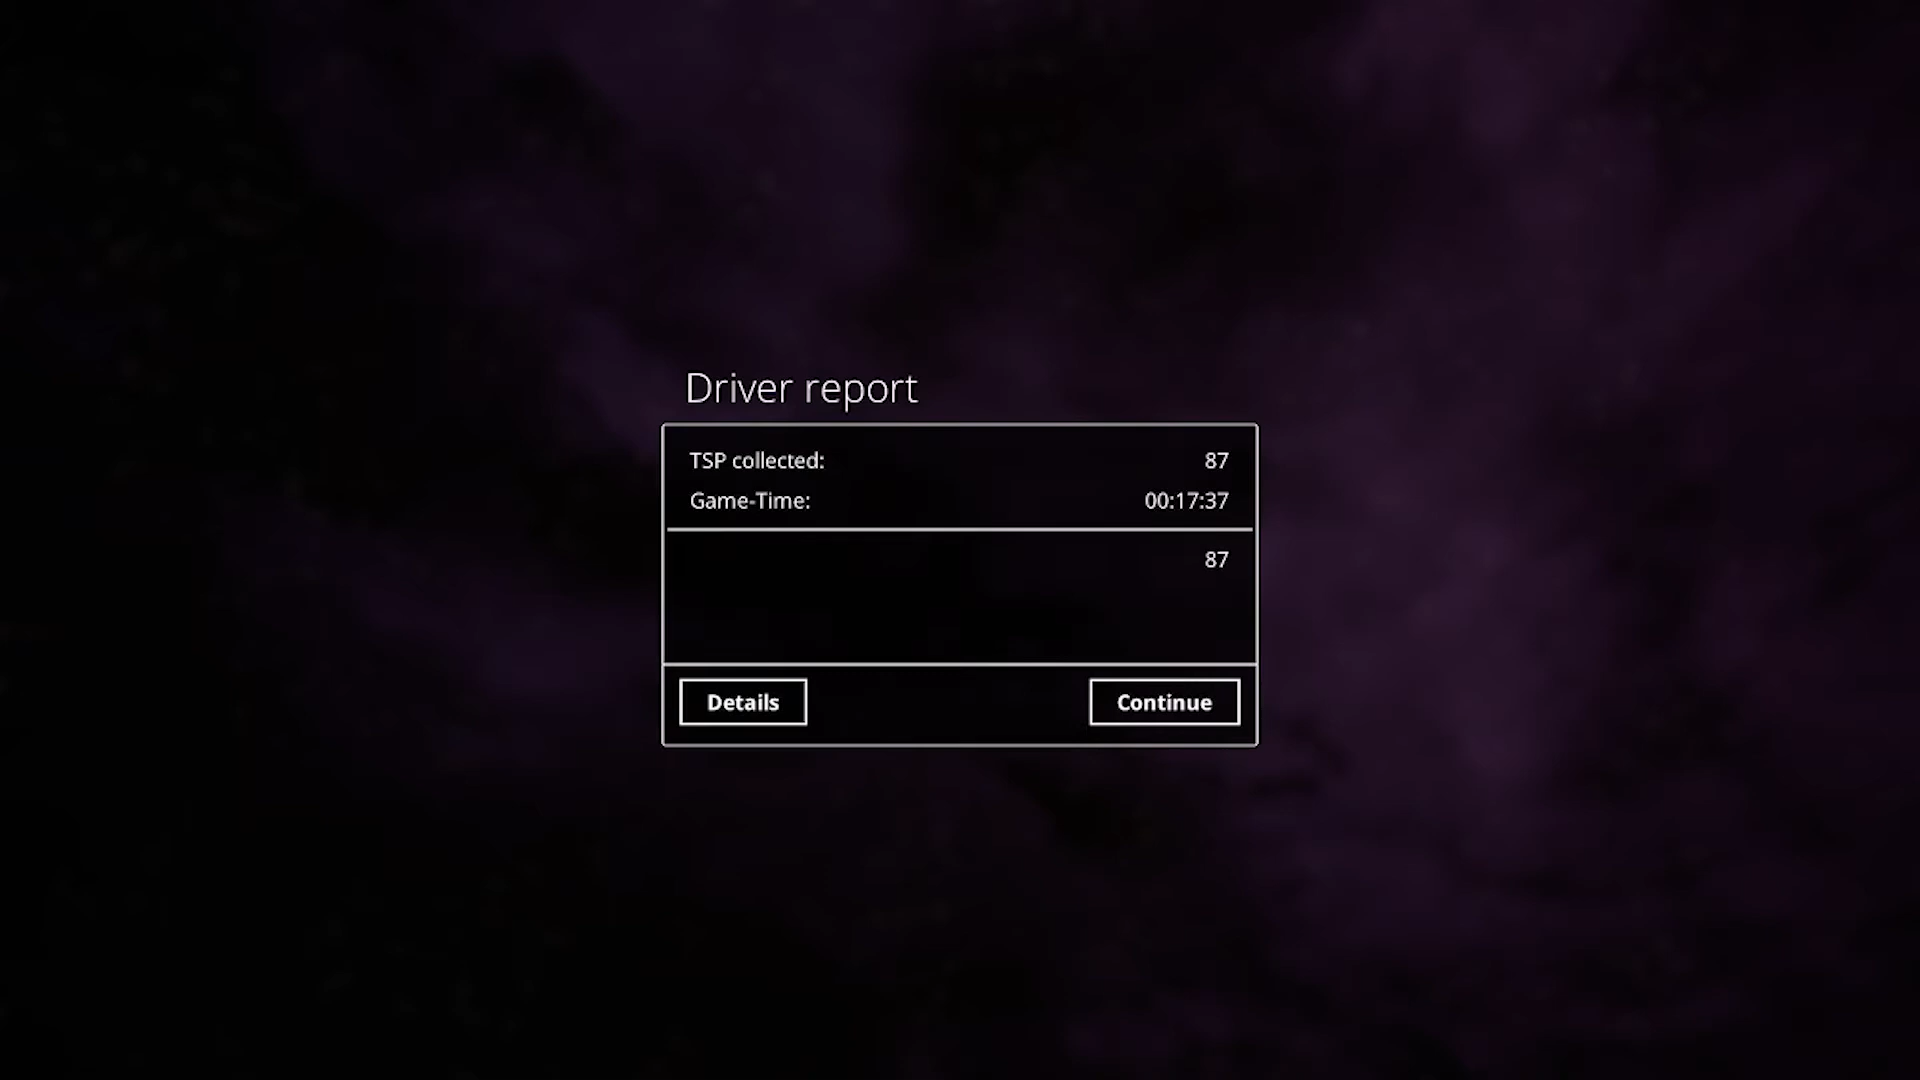 Driver report
TSP collected: 87
Game-Time: 00:17:37
87
Details Continue